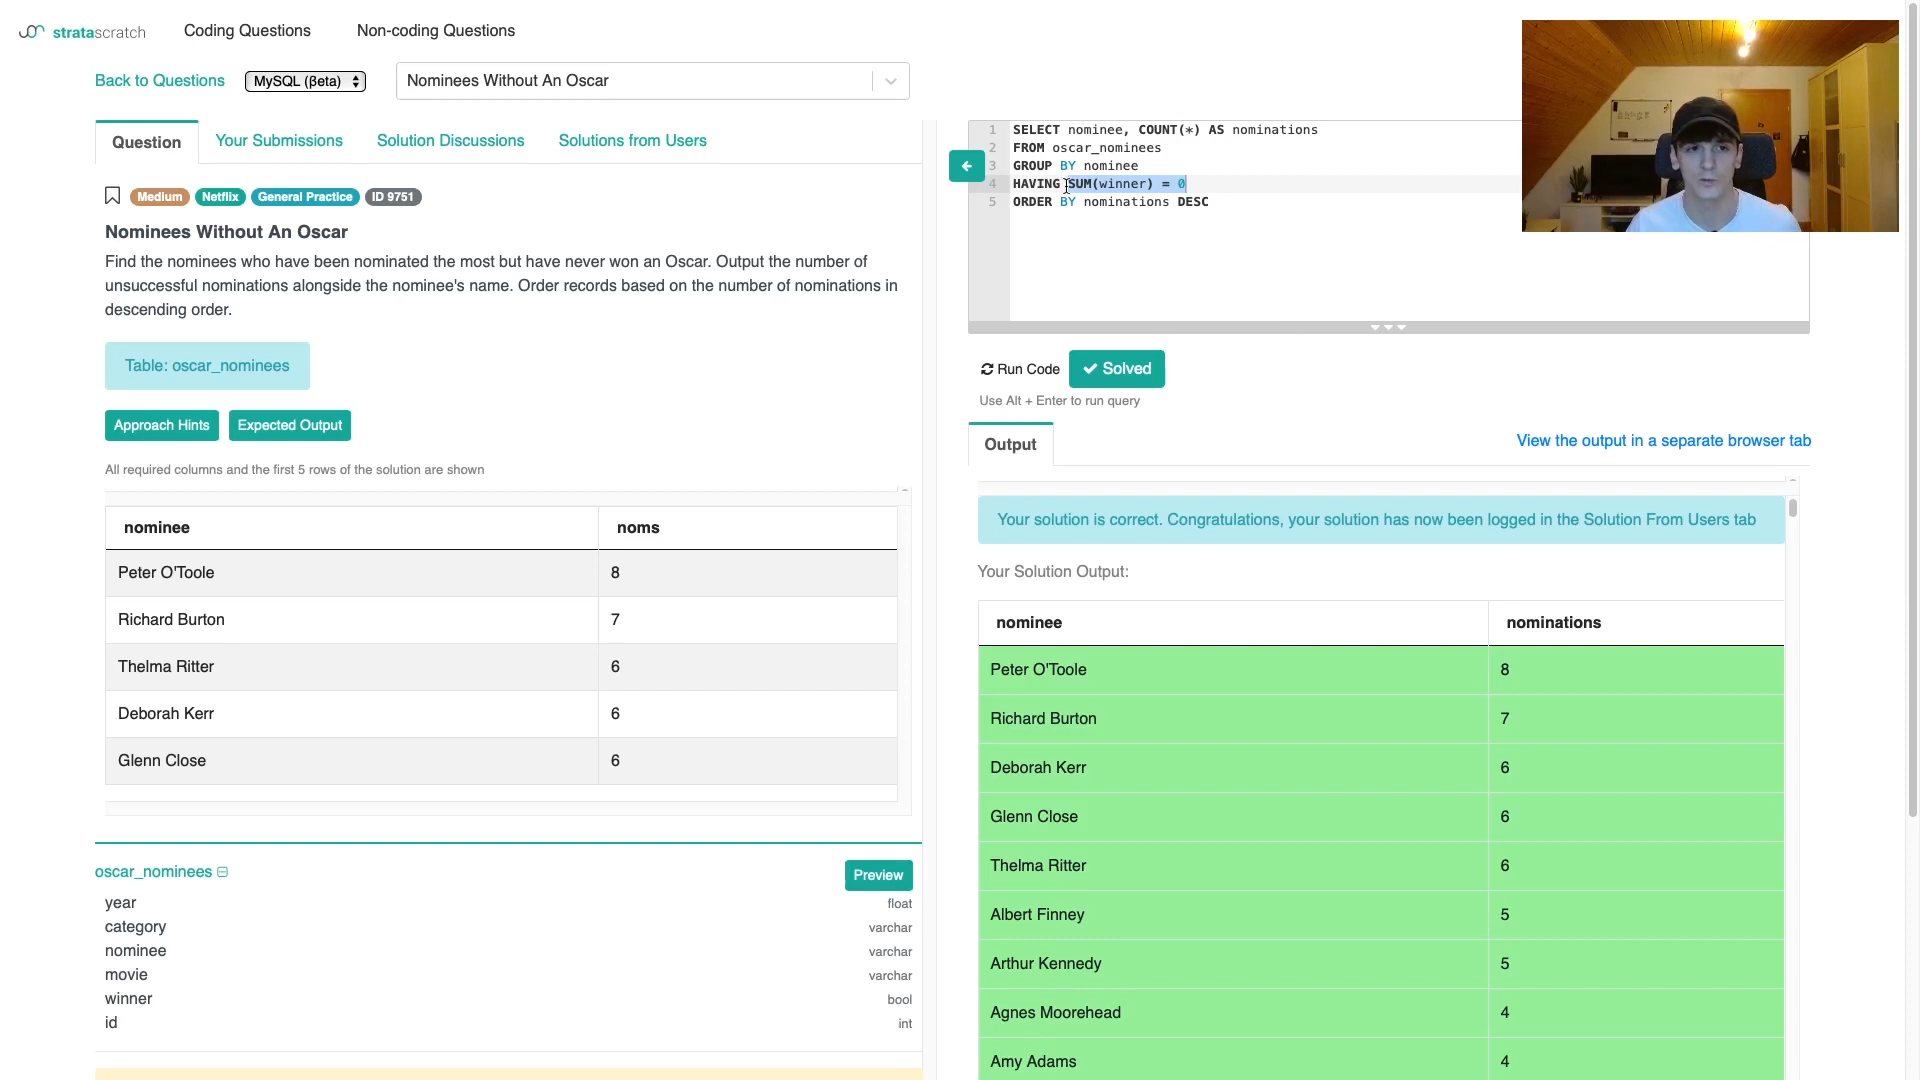 stratascratch
Coding Questions
Non-coding Questions
Back to Questions
MySQL (βeta)
Nominees Without An Oscar
Question
Your Submissions
Solution Discussions
Solutions from Users
Medium
Netflix
General Practice
ID 9751
Nominees Without An Oscar
Find the nominees who have been nominated the most but have never won an Oscar. Output the number of
unsuccessful nominations alongside the nominee's name. Order records based on the number of nominations in
descending order.
Table: oscar_nominees
Approach Hints
Expected Output
All required columns and the first 5 rows of the solution are shown
nominee noms
Peter O'Toole 8
Richard Burton 7
Thelma Ritter 6
Deborah Kerr 6
Glenn Close 6
oscar_nominees
Preview
year float
category varchar
nominee varchar
movie varchar
winner bool
id int
1 SELECT nominee, COUNT(*) AS nominations
2 FROM oscar_nominees
3 GROUP BY nominee
4 HAVING SUM(winner) = 0
5 ORDER BY nominations DESC
Run Code
Solved
Use Alt + Enter to run query
Output
View the output in a separate browser tab
Your solution is correct. Congratulations, your solution has now been logged in the Solution From Users tab
Your Solution Output:
nominee nominations
Peter O'Toole 8
Richard Burton 7
Deborah Kerr 6
Glenn Close 6
Thelma Ritter 6
Albert Finney 5
Arthur Kennedy 5
Agnes Moorehead 4
Amy Adams 4